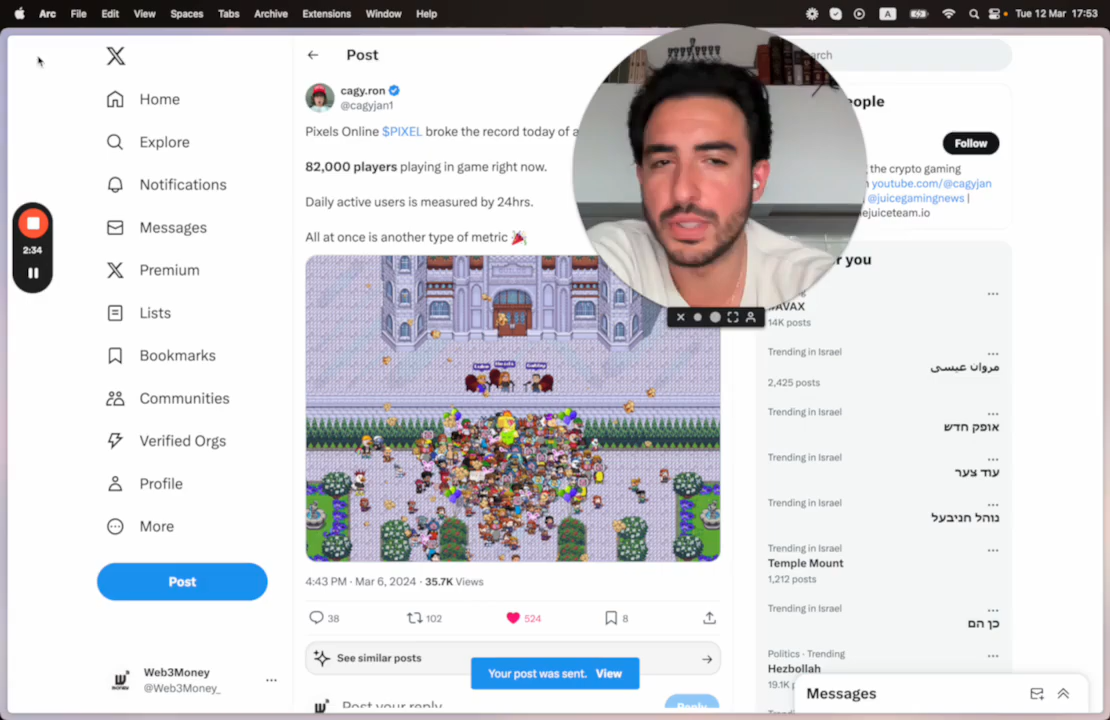 Arc File Edit View Spaces Tabs Archive Extensions Window Help
A
Tue 12 Mar 17:53
Home
Explore
Notifications
Messages
Premium
Lists
Bookmarks
Communities
Verified Orgs
Profile
More
Post
Web3Money
@Web3Money_
2:34
Post
cagy.ron
@cagyjan1
Pixels Online $PIXEL broke the record today of
82,000 players playing in game right now.
Daily active users is measured by 24hrs.
All at once is another type of metric 🎉
4:43 PM · Mar 6, 2024 · 35.7K Views
38
102
524
8
See similar posts
Your post was sent. View
Post your reply
Reply
arch
eople
Follow
the crypto gaming
youtube.com/@cagyjan
@juicegamingnews |
ejuiceteam.io
r you
#AVAX
14K posts
Trending in Israel
مروان عيسى
2,425 posts
Trending in Israel
אופק חדש
Trending in Israel
עוד צער
Trending in Israel
נוהל חניבעל
Trending in Israel
Temple Mount
1,212 posts
Trending in Israel
כן הם
Politics · Trending
Hezbollah
19.1K
Messages